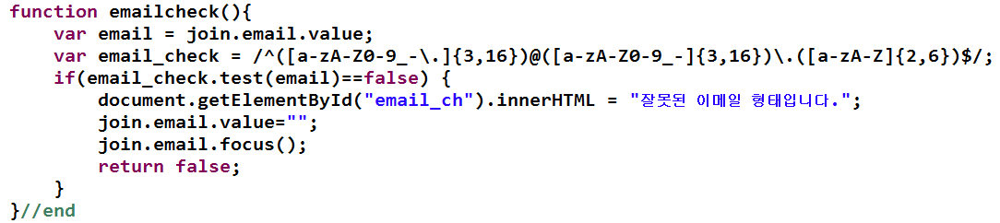 function emailcheck(){
    var email = join.email.value;
    var email_check = /^([a-zA-Z0-9_-\.]{3,16})@([a-zA-Z0-9_-]{3,16})\.([a-zA-Z]{2,6})$/;
    if(email_check.test(email)==false) {
        document.getElementById("email_ch").innerHTML = "잘못된 이메일 형태입니다.";
        join.email.value="";
        join.email.focus();
        return false;
    }
}//end